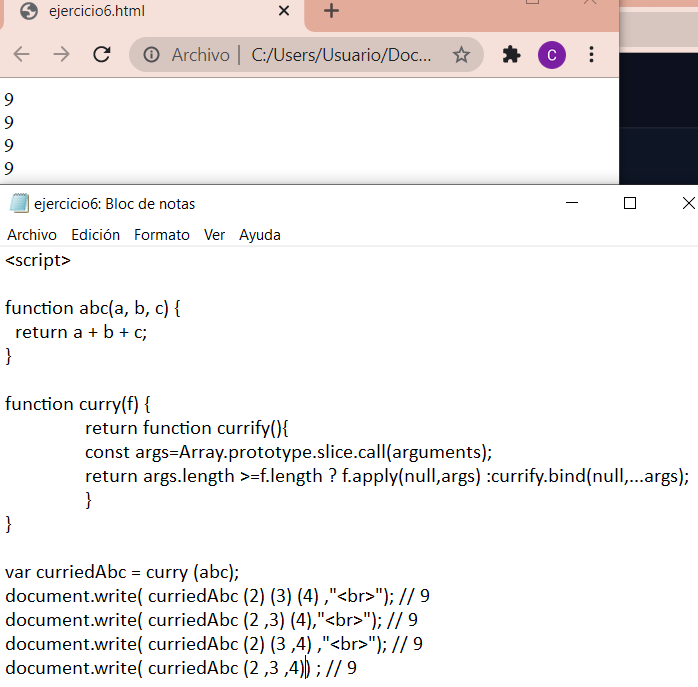 ejercicio6.html
Archivo | C:/Users/Usuario/Doc... C
9
9
9
9
ejercicio6: Bloc de notas
Archivo Edición Formato Ver Ayuda
<script>
function abc(a, b, c) {
return a + b + c;
}
function curry(f) {
return function currify(){
const args=Array.prototype.slice.call(arguments);
return args.length >=f.length ? f.apply(null,args) :currify.bind(null,...args);
}
}
var curriedAbc = curry (abc);
document.write( curriedAbc (2) (3) (4) ,"<br>"); // 9
document.write( curriedAbc (2 ,3) (4),"<br>"); // 9
document.write( curriedAbc (2) (3 ,4) ,"<br>"); // 9
document.write( curriedAbc (2 ,3 ,4)) ; // 9